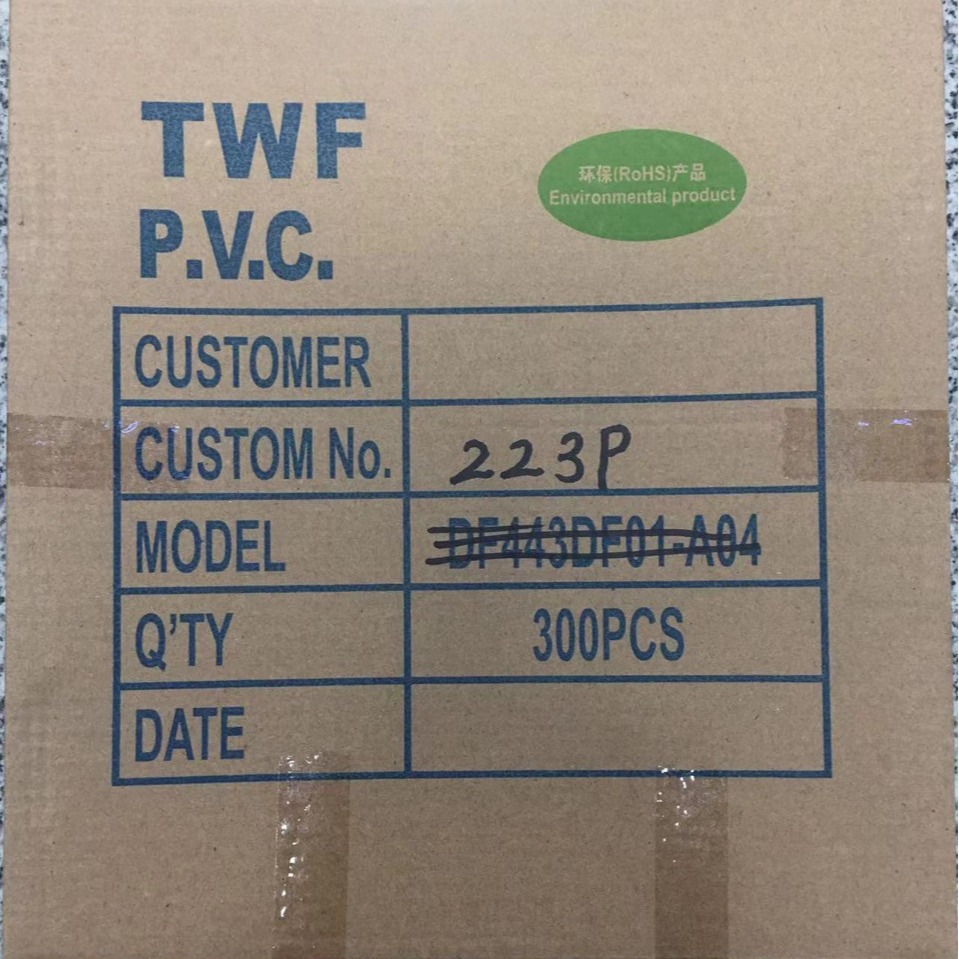 TWF
P.V.C.
环保(RoHS)产品
Environmental product
CUSTOMER
CUSTOM No. 223P
MODEL DF443DF01-A04
Q'TY 300PCS
DATE